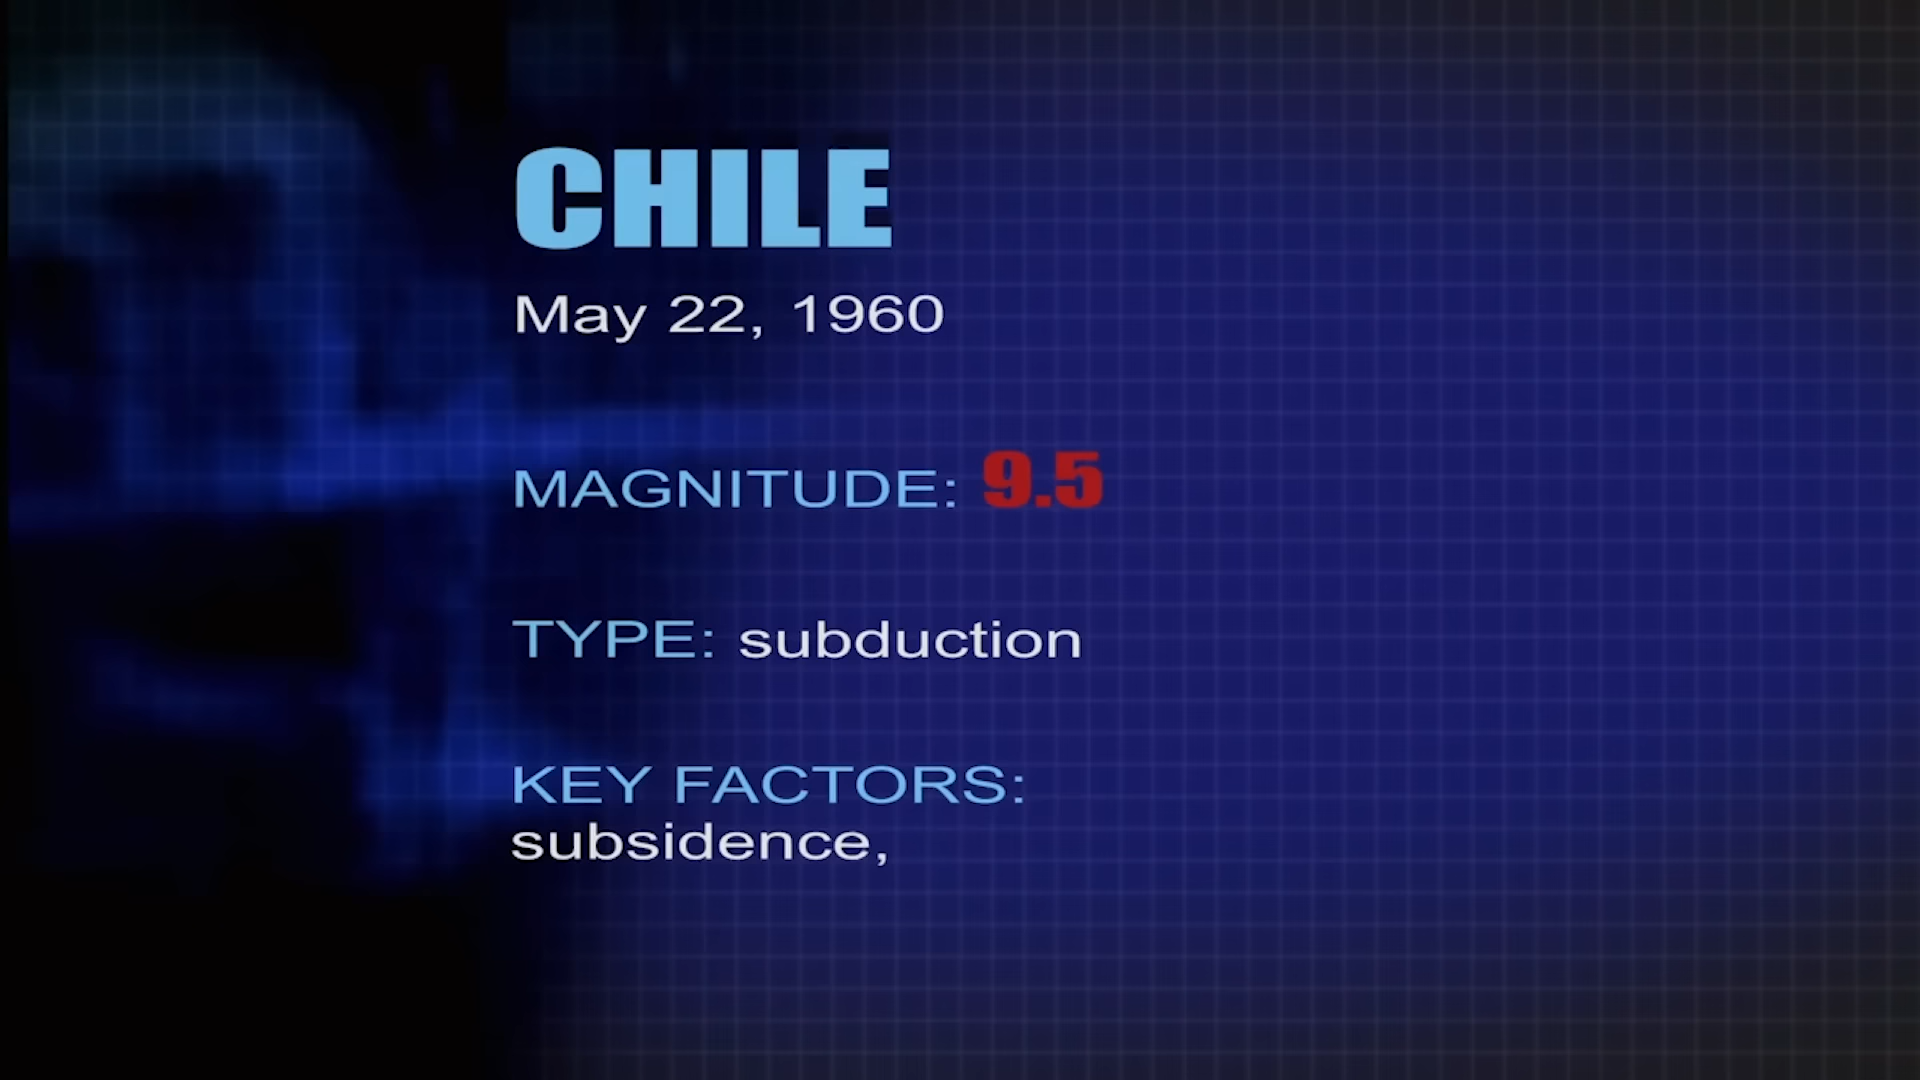 CHILE
May 22, 1960
MAGNITUDE: 9.5
TYPE: subduction
KEY FACTORS:
subsidence,